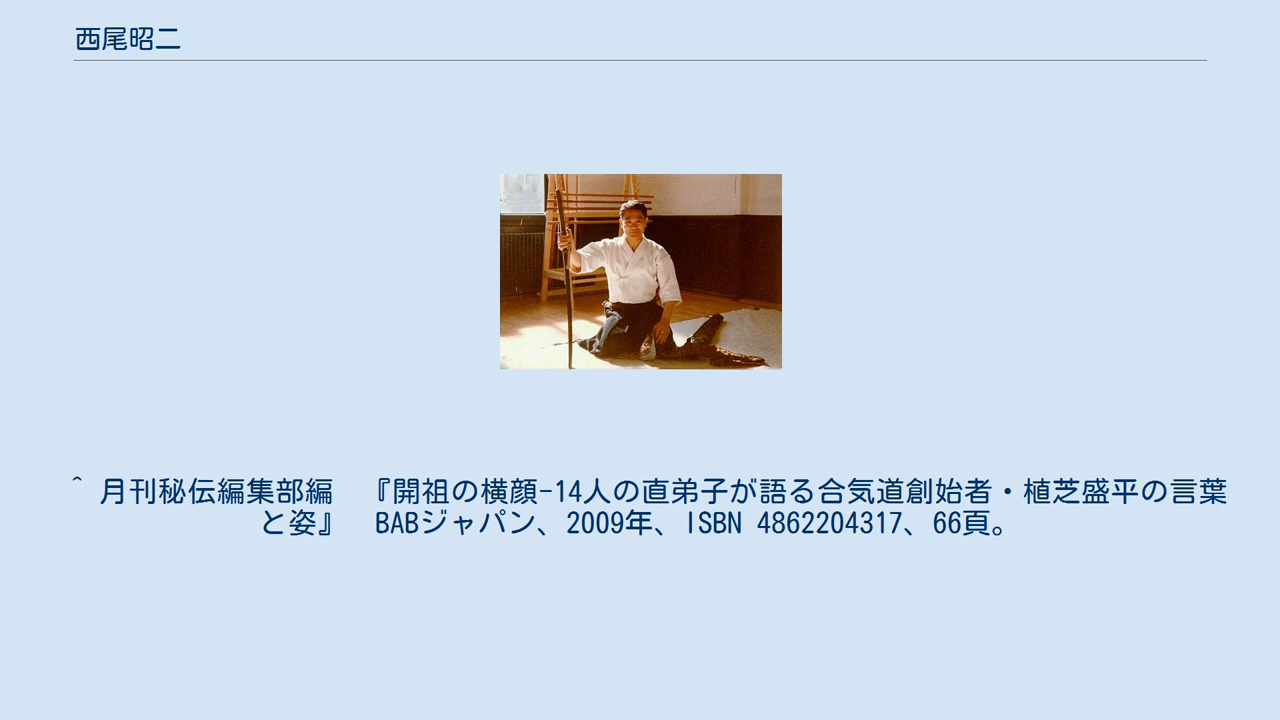 西尾昭二
^ 月刊秘伝編集部編　『開祖の横顔-14人の直弟子が語る合気道創始者・植芝盛平の言葉
と姿』　BABジャパン、2009年、ISBN 4862204317、66頁。